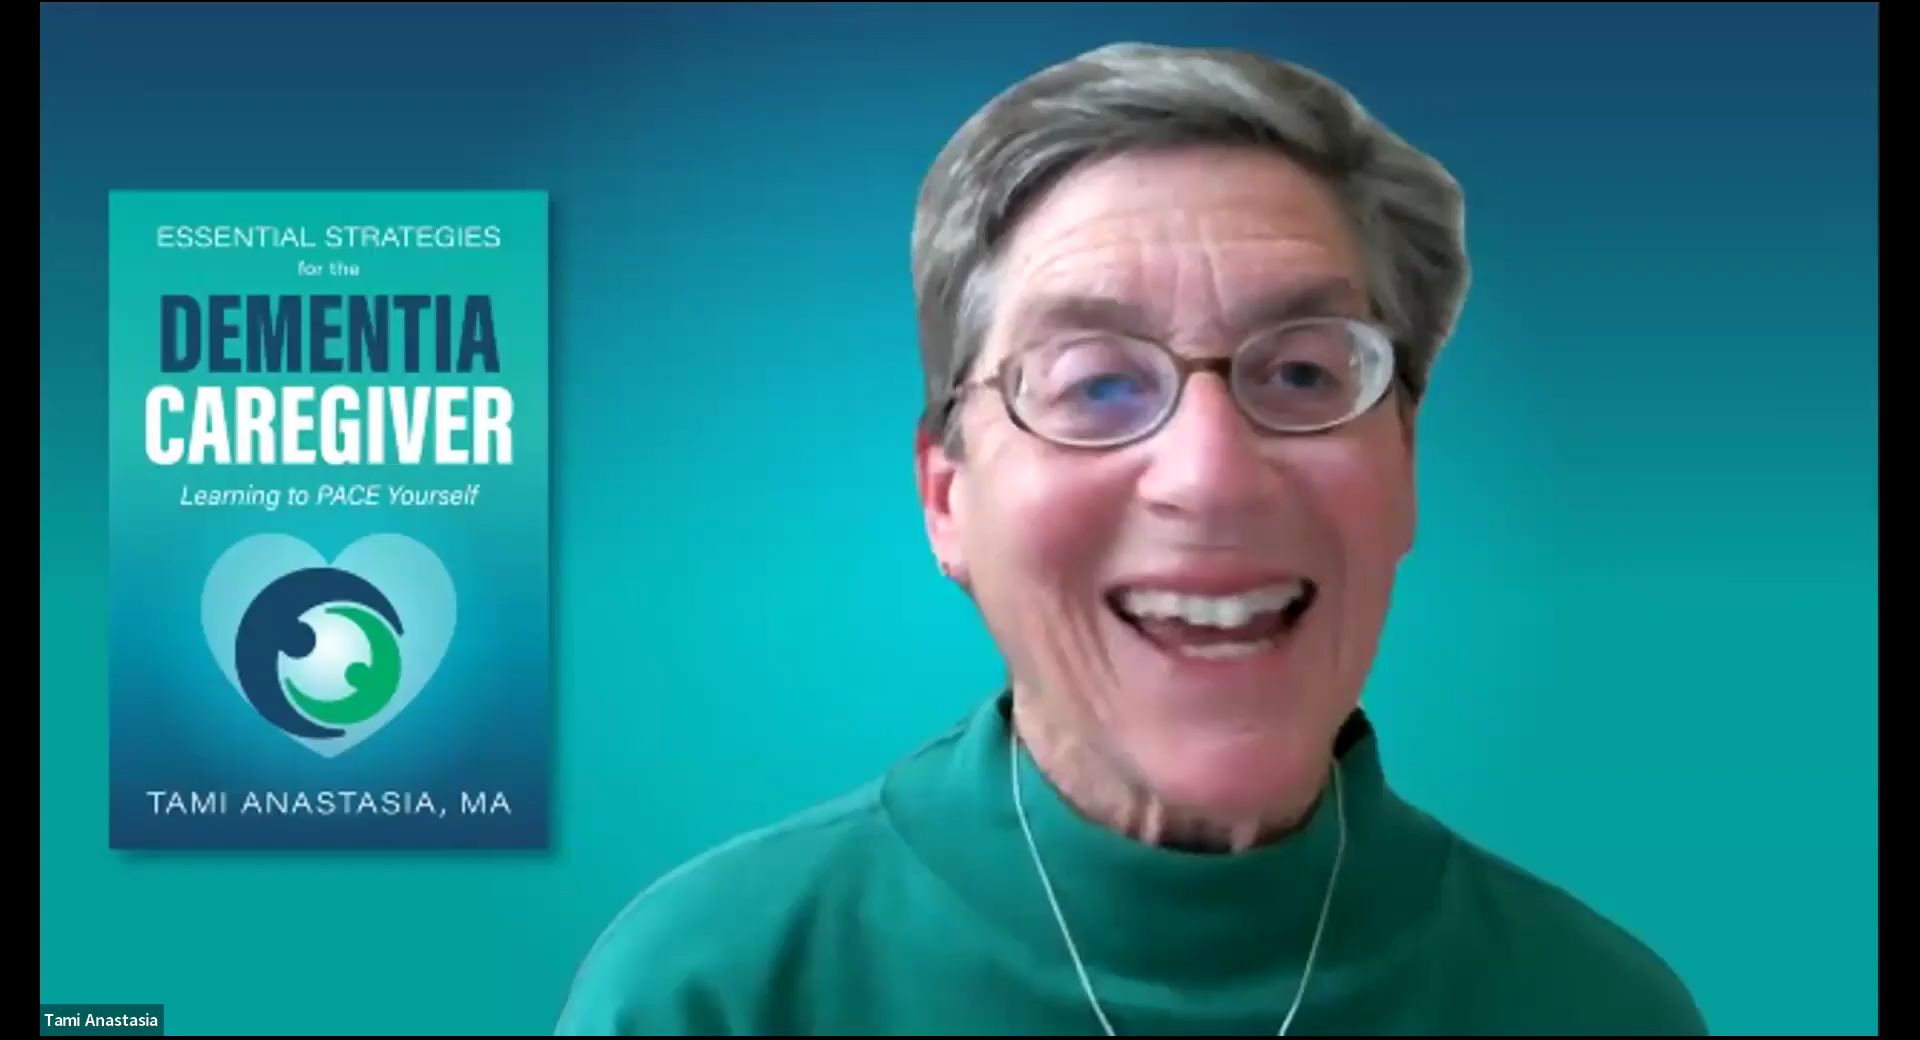 ESSENTIAL STRATEGIES
for the
DEMENTIA
CAREGIVER
Learning to PACE Yourself
TAMI ANASTASIA, MA
Tami Anastasia